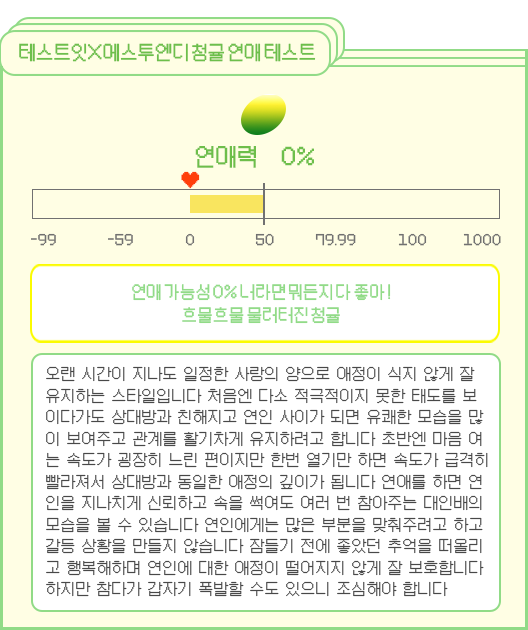 테스트잇X메스투엔디 청귤 연애 테스트
연애력 0%
-99 -59 0 50 79.99 100 1000
연애 가능성 0% 너라면뭐든지다 좋아!
흐물흐물 물러터진 청귤
오랜 시간이 지나도 일정한 사랑의 양으로 애정이 식지 않게 잘
유지하는 스타일입니다 처음엔 다소 적극적이지 못한 태도를 보
이다가도 상대방과 친해지고 연인 사이가 되면 유쾌한 모습을 많
이 보여주고 관계를 활기차게 유지하려고 합니다 초반엔 마음 여
는 속도가 굉장히 느린 편이지만 한번 열기만 하면 속도가 급격히
빨라져서 상대방과 동일한 애정의 깊이가 됩니다 연애를 하면 연
인을 지나치게 신뢰하고 속을 썩여도 여러 번 참아주는 대인배의
모습을 볼 수 있습니다 연인에게는 많은 부분을 맞춰주려고 하고
갈등 상황을 만들지 않습니다 잠들기 전에 좋았던 추억을 떠올리
고 행복해하며 연인에 대한 애정이 떨어지지 않게 잘 보호합니다
하지만 참다가 갑자기 폭발할 수도 있으니 조심해야 합니다